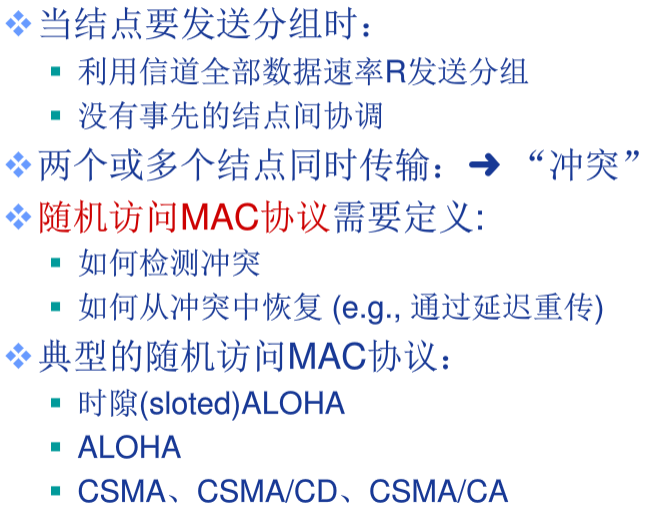 当结点要发送分组时：
利用信道全部数据速率R发送分组
没有事先的结点间协调
两个或多个结点同时传输：➜ “冲突”
随机访问MAC协议需要定义:
如何检测冲突
如何从冲突中恢复 (e.g., 通过延迟重传)
典型的随机访问MAC协议：
时隙(sloted)ALOHA
ALOHA
CSMA、CSMA/CD、CSMA/CA